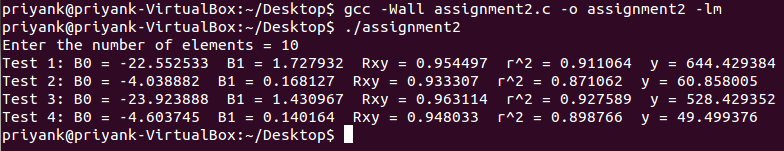 priyank@priyank-VirtualBox:~/Desktop$ gcc -Wall assignment2.c -o assignment2 -lm
priyank@priyank-VirtualBox:~/Desktop$ ./assignment2
Enter the number of elements = 10
Test 1: B0 = -22.552533  B1 = 1.727932  Rxy = 0.954497  r^2 = 0.911064  y = 644.429384
Test 2: B0 = -4.038882  B1 = 0.168127  Rxy = 0.933307  r^2 = 0.871062  y = 60.858005
Test 3: B0 = -23.923888  B1 = 1.430967  Rxy = 0.963114  r^2 = 0.927589  y = 528.429352
Test 4: B0 = -4.603745  B1 = 0.140164  Rxy = 0.948033  r^2 = 0.898766  y = 49.499376
priyank@priyank-VirtualBox:~/Desktop$